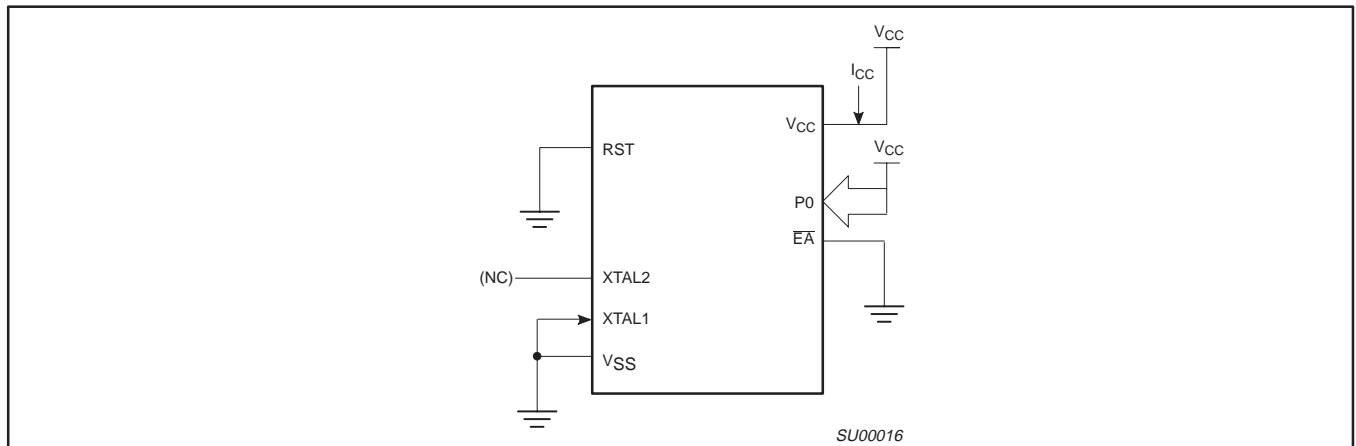 VCC
ICC
VCC
VCC
RST
P0
EA
(NC)
XTAL2
XTAL1
VSS
SU00016